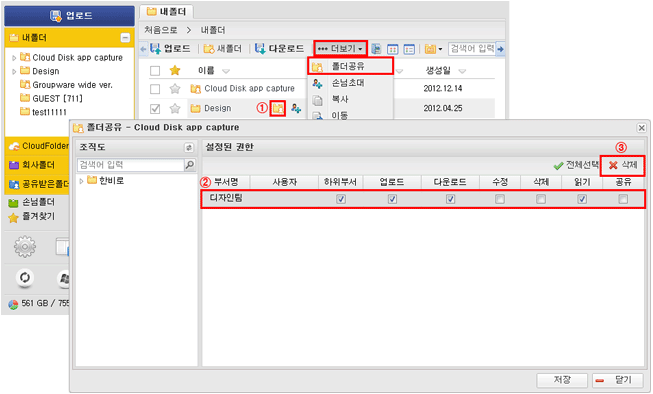 업로드
내폴더
Cloud Disk app capture
Design
Groupware wide ver.
GUEST [711]
test11111
CloudFolder
회사폴더
공유받은폴더
손님폴더
즐겨찾기
561 GB / 755
내폴더
처음으로 > 내폴더
업로드 새폴더 다운로드 더보기 검색어 입력
이름 생성일
Cloud Disk app capture 2012.12.14
Design ① 2012.04.25
폴더공유
손님초대
복사
이동
폴더공유 - Cloud Disk app capture
조직도
검색어 입력
한비로
설정된 권한
③
전체선택 삭제
② 부서명 사용자 하위부서 업로드 다운로드 수정 삭제 읽기 공유
디자인팀
저장 닫기